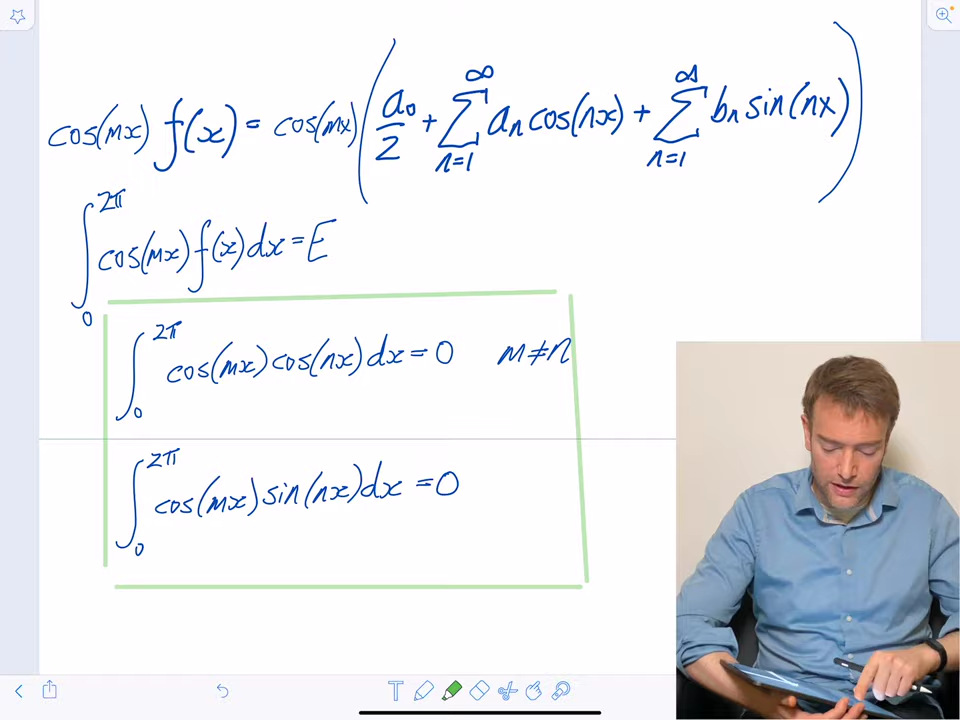 cos(mx) f(x) = cos(mx) ( a₀/2 + ∑_{n=1}^{∞} aₙ cos(nx) + ∑_{n=1}^{∞} bₙ sin(nx) )
∫₀^{2π} cos(mx) f(x) dx = E
∫₀^{2π} cos(mx) cos(nx) dx = 0 m ≠ n
∫₀^{2π} cos(mx) sin(nx) dx = 0
T